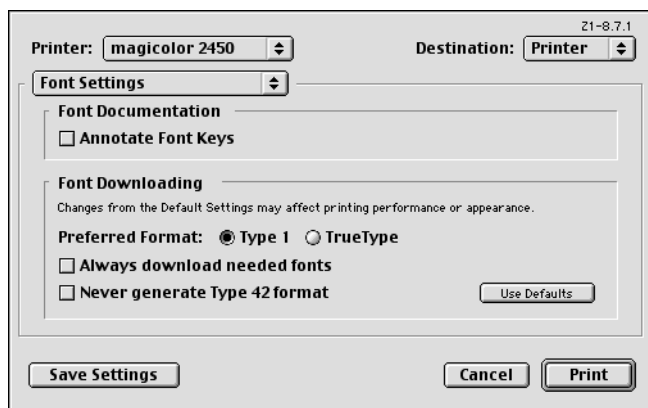 Z1-8.7.1
Printer: magicolor 2450 Destination: Printer
Font Settings
Font Documentation
Annotate Font Keys
Font Downloading
Changes from the Default Settings may affect printing performance or appearance.
Preferred Format: Type 1 TrueType
Always download needed fonts
Never generate Type 42 format
Use Defaults
Save Settings Cancel Print